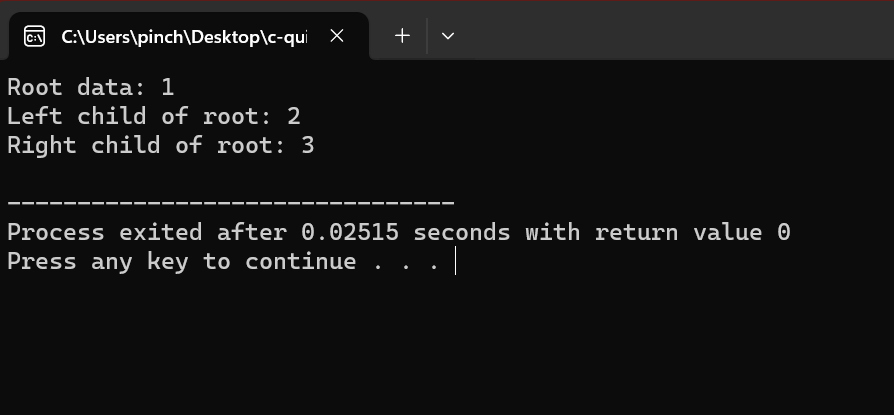 C:\Users\pinch\Desktop\c-qui
Root data: 1
Left child of root: 2
Right child of root: 3
--------------------------------
Process exited after 0.02515 seconds with return value 0
Press any key to continue . . .